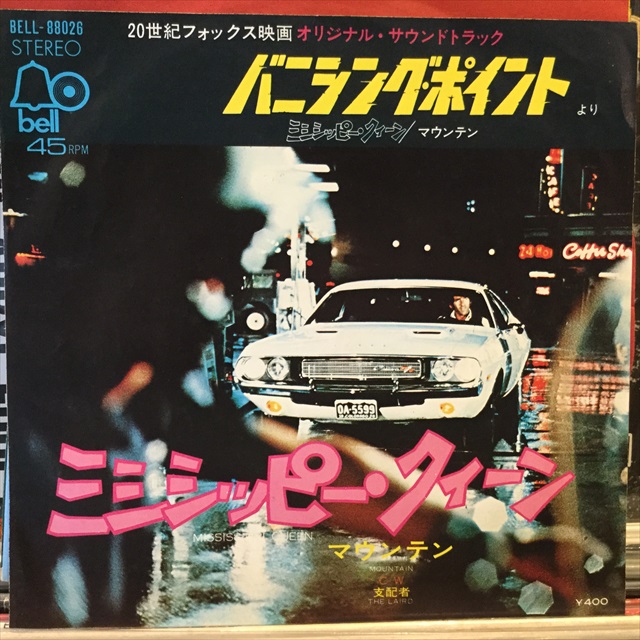 BELL-88026
STEREO
bell
45RPM
20世紀フォックス映画 オリジナル・サウンドトラック
バニシング・ポイント
より
ミシシッピー・クィーン/マウンテン
24 Hr
Coffee Sho
OA-5599
ミシシッピー・クィーン
MISSISSIPPI QUEEN
マウンテン
MOUNTAIN
C/W
支配者
THE LAIRD
¥400